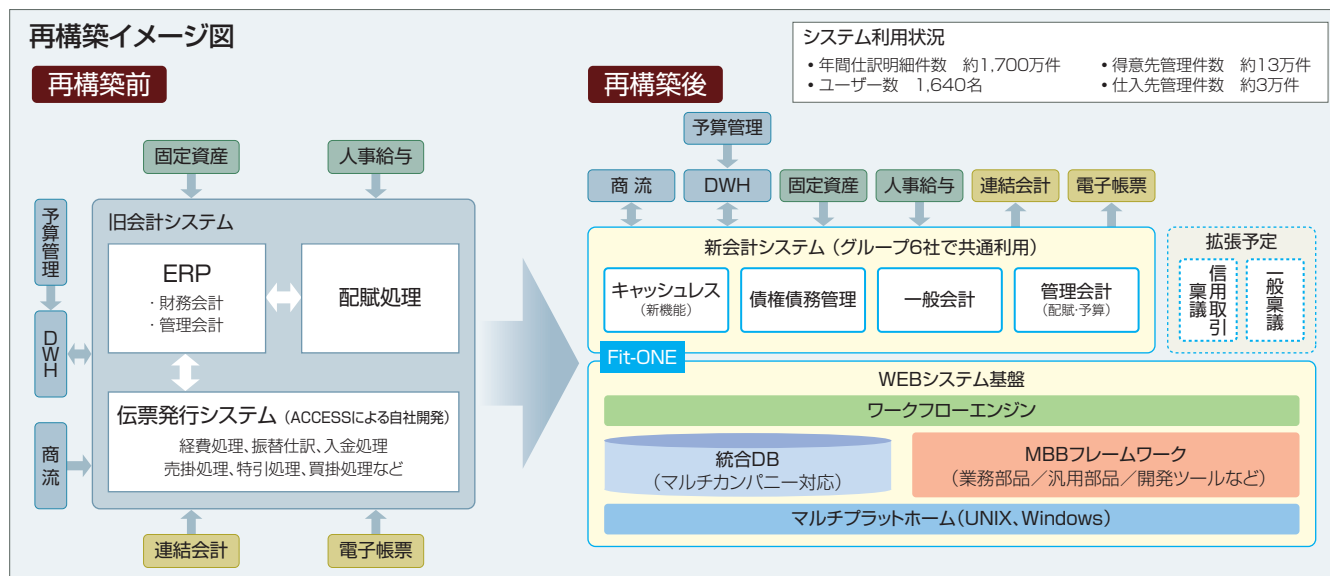 再構築イメージ図
システム利用状況
• 年間仕訳明細件数 約1,700万件
• 得意先管理件数 約13万件
• ユーザー数 1,640名
• 仕入先管理件数 約3万件
再構築前
固定資産
人事給与
予算管理
DWH
商流
旧会計システム
ERP
・財務会計
・管理会計
配賦処理
伝票発行システム（ACCESSによる自社開発）
経費処理、振替仕訳、入金処理
売掛処理、特引処理、買掛処理など
連結会計
電子帳票
再構築後
予算管理
商 流
DWH
固定資産
人事給与
連結会計
電子帳票
新会計システム（グループ6社で共通利用）
キャッシュレス
（新機能）
債権債務管理
一般会計
管理会計
（配賦・予算）
拡張予定
信用取引
稟議
一般稟議
Fit-ONE
WEBシステム基盤
ワークフローエンジン
統合DB
（マルチカンパニー対応）
MBBフレームワーク
（業務部品／汎用部品／開発ツールなど）
マルチプラットホーム（UNIX、Windows）